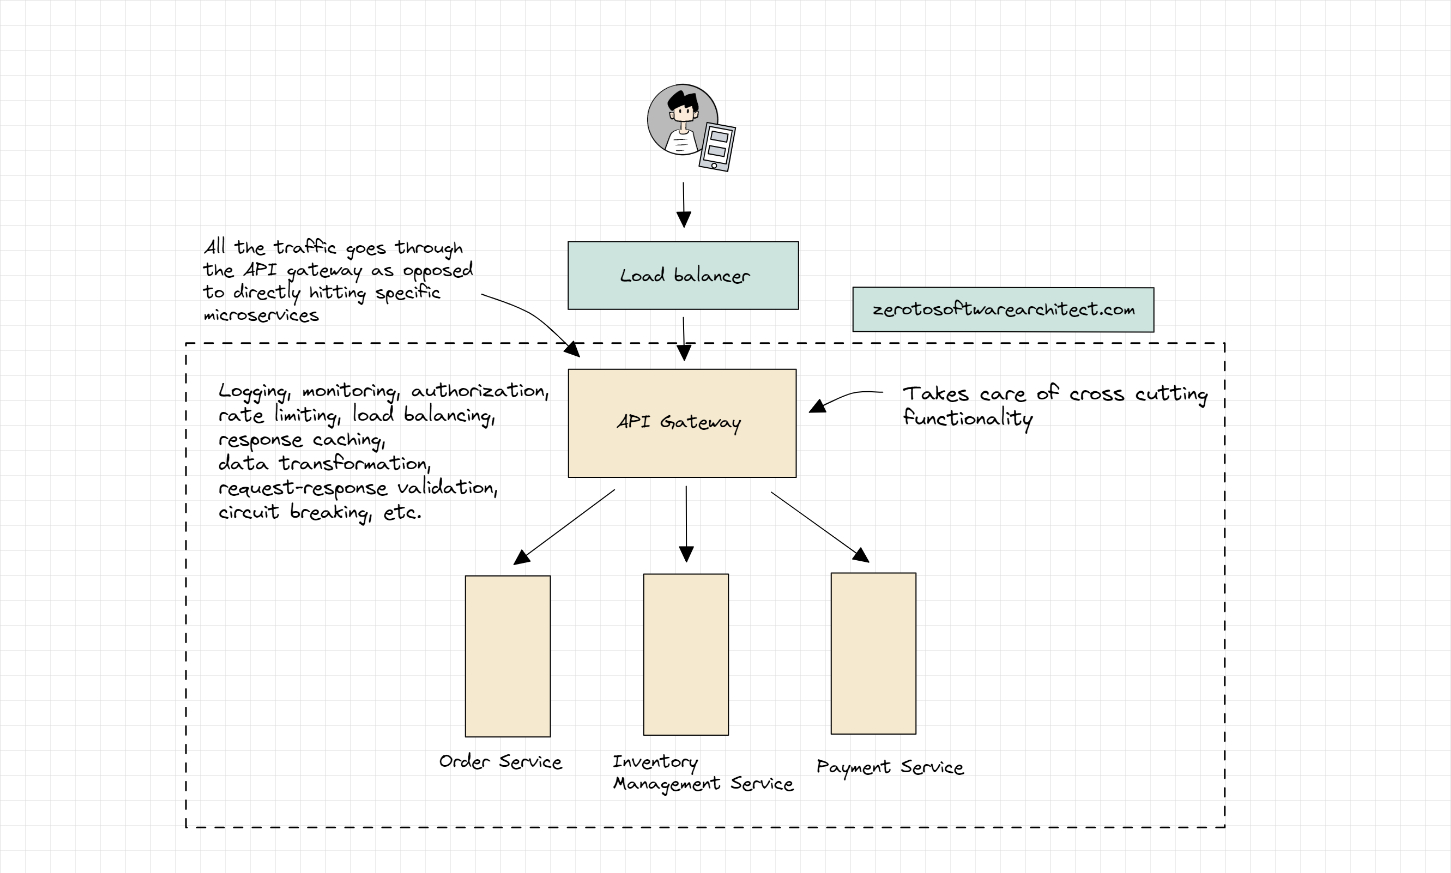 All the traffic goes through
the API gateway as opposed
to directly hitting specific
microservices
Load balancer
zerotosoftwarearchitect.com
Logging, monitoring, authorization,
rate limiting, load balancing,
response caching,
data transformation,
request-response validation,
circuit breaking, etc.
API Gateway
Takes care of cross cutting
functionality
Order Service
Inventory
Management Service
Payment Service